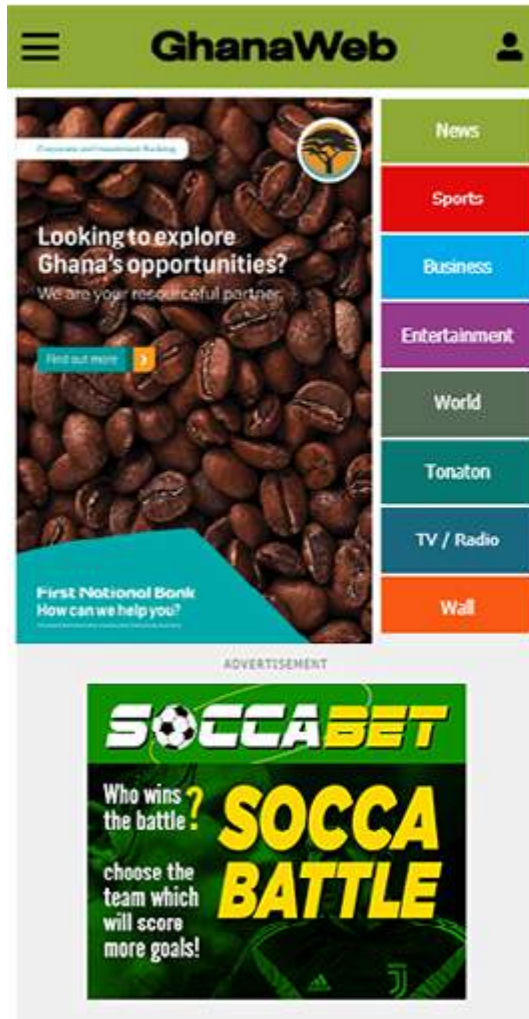 GhanaWeb
Corporate and Investment Banking
Looking to explore
Ghana's opportunities?
We are your resourceful partner
Find out more
First National Bank
How can we help you?
News
Sports
Business
Entertainment
World
Tonaton
TV / Radio
Wall
ADVERTISEMENT
SOCCABET
Who wins
the battle?
choose the
team which
will score
more goals!
SOCCA
BATTLE